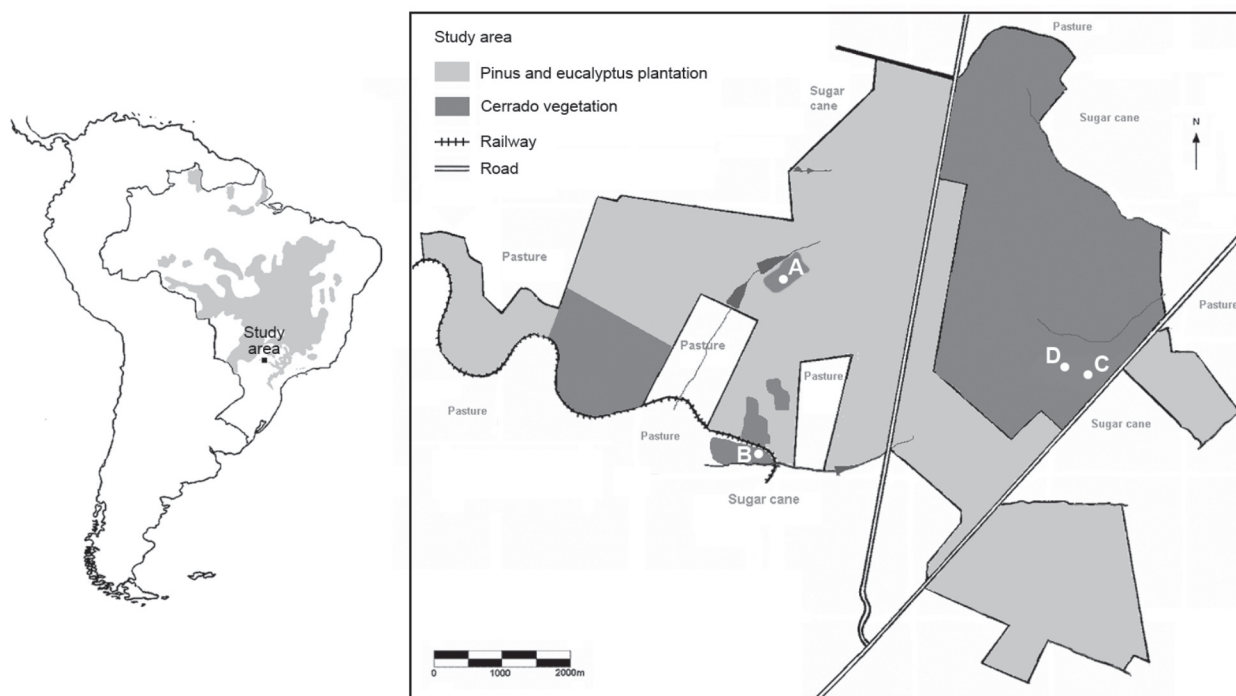 Study
area
Study area
Pinus and eucalyptus plantation
Cerrado vegetation
Railway
Road
Pasture
Sugar
cane
Sugar cane
N
Pasture
A
Pasture
Pasture
Pasture
D
C
Pasture
Pasture
Sugar cane
B
Sugar cane
0
1000
2000m